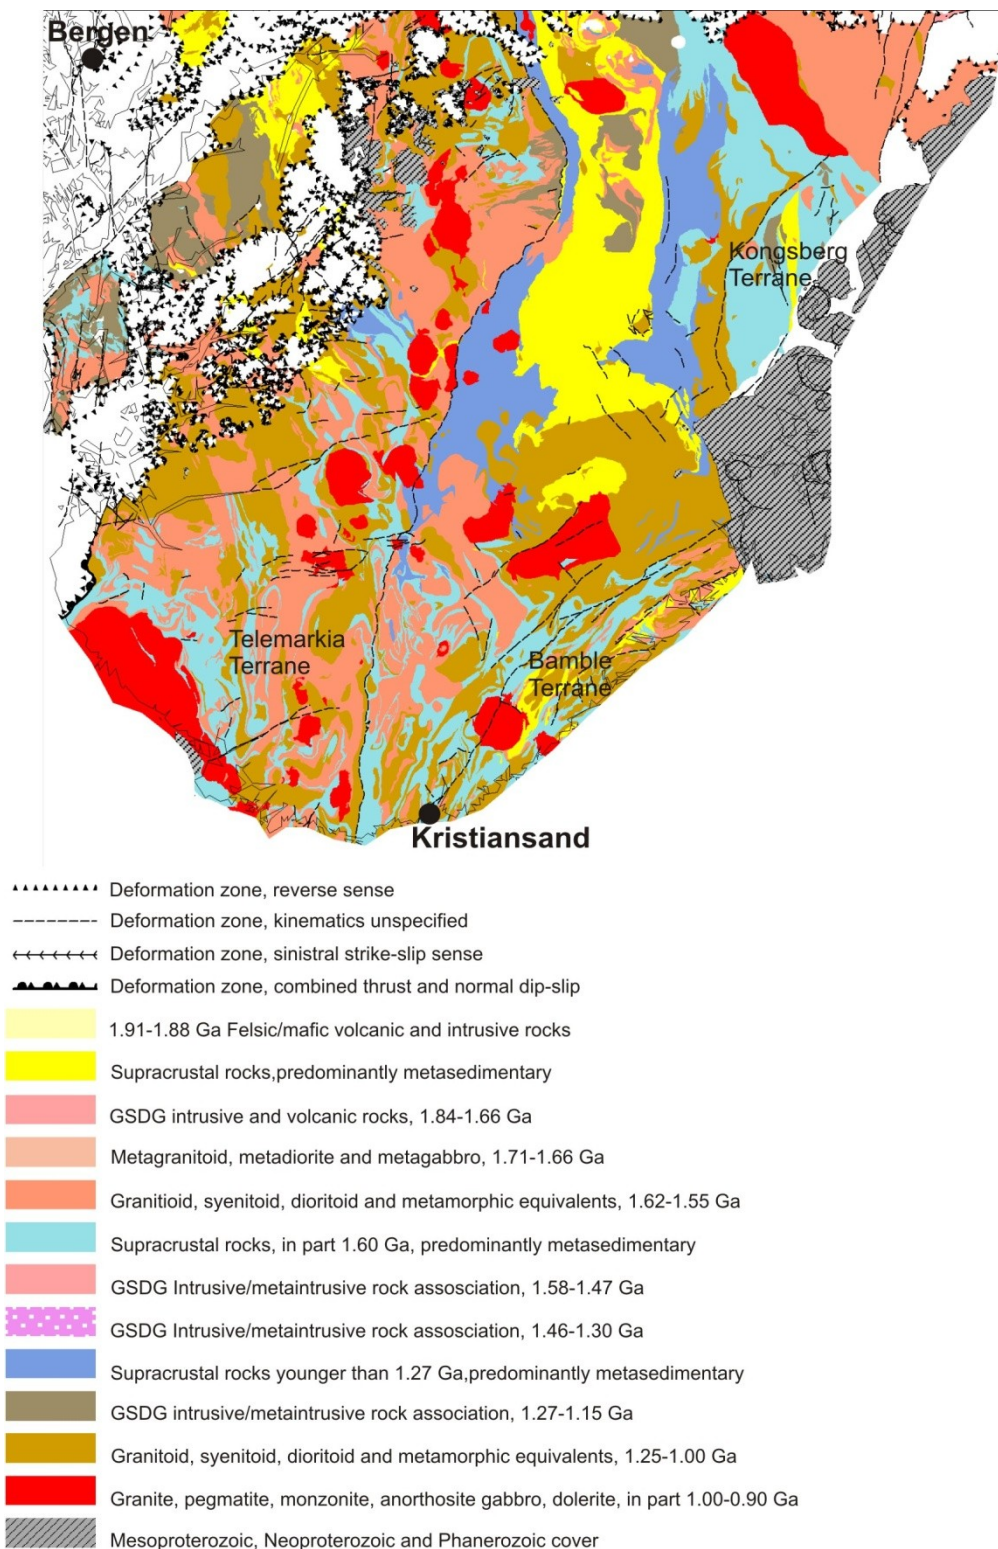 Bergen
Kongsberg
Terrane
Telemarkia
Terrane
Bamble
Terrane
Kristiansand
Deformation zone, reverse sense
Deformation zone, kinematics unspecified
Deformation zone, sinistral strike-slip sense
Deformation zone, combined thrust and normal dip-slip
1.91-1.88 Ga Felsic/mafic volcanic and intrusive rocks
Supracrustal rocks,predominantly metasedimentary
GSDG intrusive and volcanic rocks, 1.84-1.66 Ga
Metagranitoid, metadiorite and metagabbro, 1.71-1.66 Ga
Granitioid, syenitoid, dioritoid and metamorphic equivalents, 1.62-1.55 Ga
Supracrustal rocks, in part 1.60 Ga, predominantly metasedimentary
GSDG Intrusive/metaintrusive rock assosciation, 1.58-1.47 Ga
GSDG Intrusive/metaintrusive rock assosciation, 1.46-1.30 Ga
Supracrustal rocks younger than 1.27 Ga,predominantly metasedimentary
GSDG intrusive/metaintrusive rock association, 1.27-1.15 Ga
Granitoid, syenitoid, dioritoid and metamorphic equivalents, 1.25-1.00 Ga
Granite, pegmatite, monzonite, anorthosite gabbro, dolerite, in part 1.00-0.90 Ga
Mesoproterozoic, Neoproterozoic and Phanerozoic cover